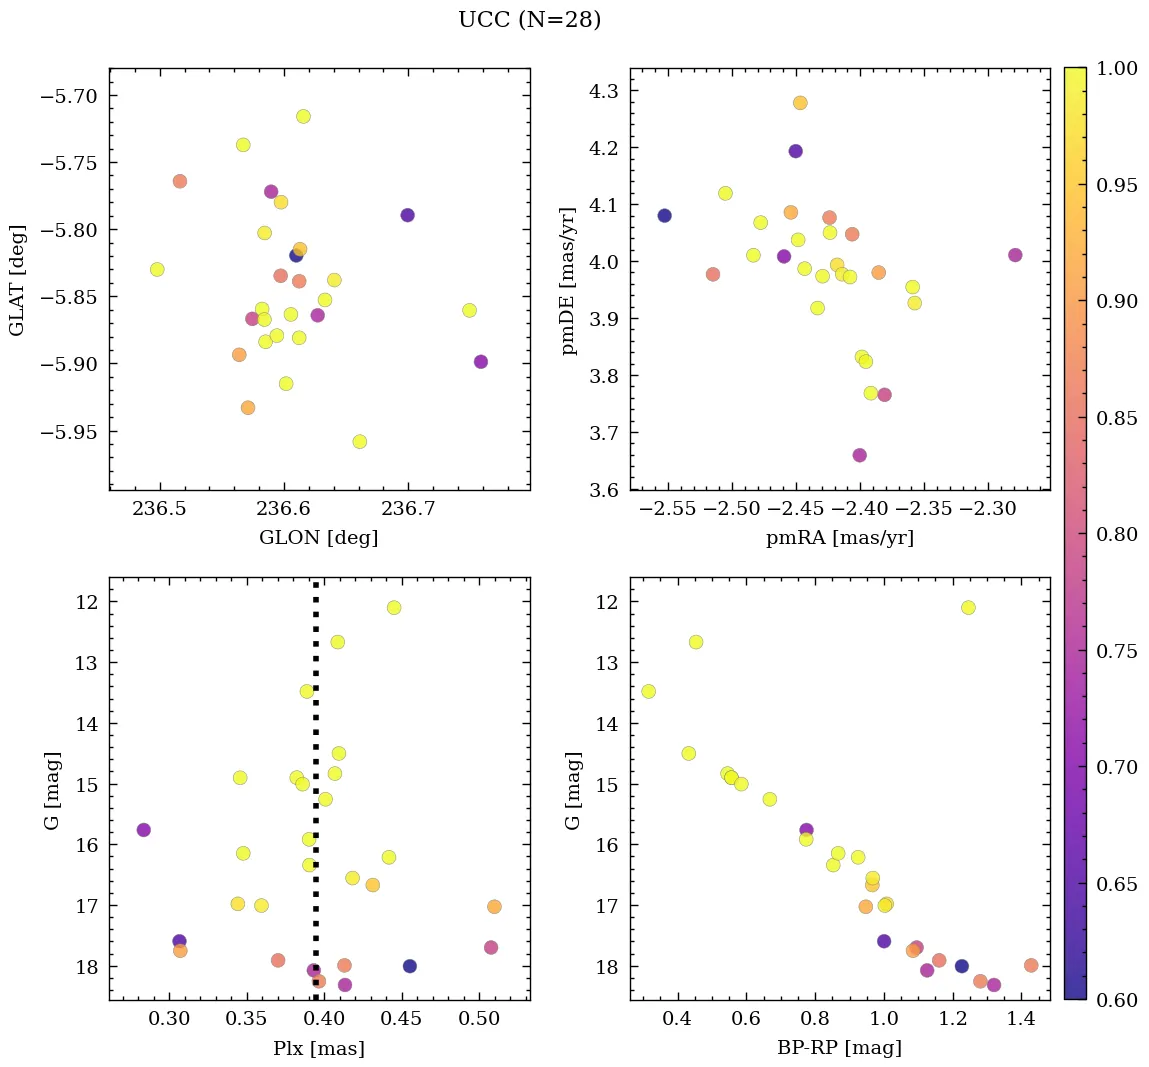 UCC (N=28)
−5.70
−5.75
−5.80
−5.85
−5.90
−5.95
GLAT [deg]
236.5 236.6 236.7
GLON [deg]
4.3
4.2
4.1
4.0
3.9
3.8
3.7
3.6
pmDE [mas/yr]
−2.55 −2.50 −2.45 −2.40 −2.35 −2.30
pmRA [mas/yr]
12
13
14
15
16
17
18
G [mag]
0.30 0.35 0.40 0.45 0.50
Plx [mas]
12
13
14
15
16
17
18
G [mag]
0.4 0.6 0.8 1.0 1.2 1.4
BP-RP [mag]
1.00
0.95
0.90
0.85
0.80
0.75
0.70
0.65
0.60